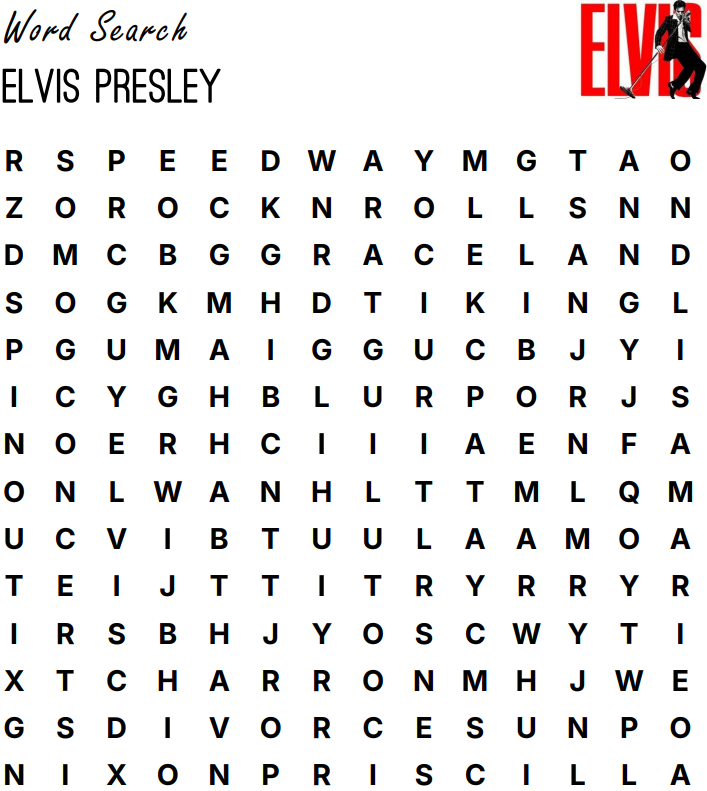 Word Search
ELVIS
ELVIS PRESLEY
R S P E E D W A Y M G T A O
Z O R O C K N R O L L S N N
D M C B G G R A C E L A N D
S O G K M H D T I K I N G L
P G U M A I G G U C B J Y I
I C Y G H B L U R P O R J S
N O E R H C I I I A E N F A
O N L W A N H L T T M L Q M
U C V I B T U U L A A M O A
T E I J T T I T R Y R R Y R
I R S B H J Y O S C W Y T I
X T C H A R R O N M H J W E
G S D I V O R C E S U N P O
N I X O N P R I S C I L L A